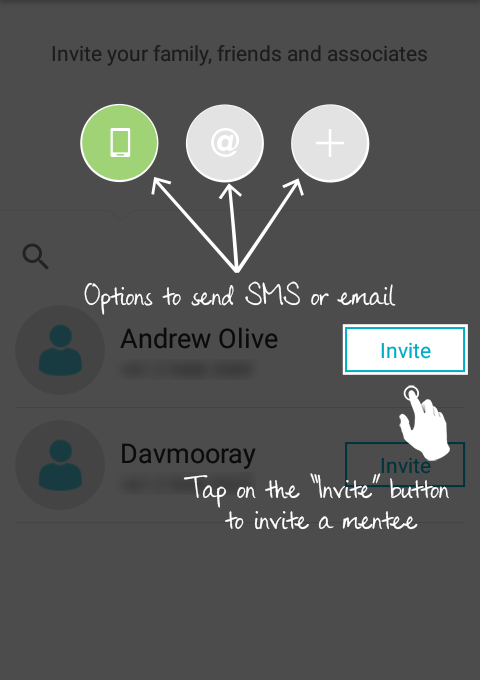 Invite your family, friends and associates
@
Options to send SMS or email
Andrew Olive
Invite
Davmooray
Invite
Tap on the "Invite" button
to invite a mentee